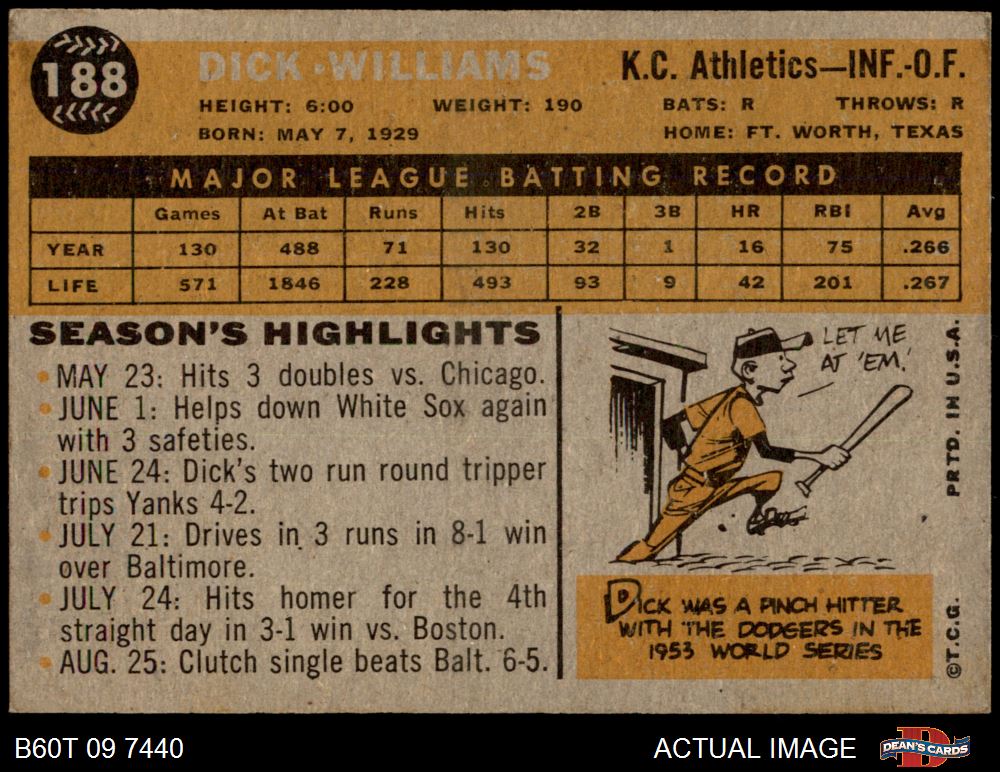 188
DICK WILLIAMS
K.C. Athletics—INF.-O.F.
HEIGHT: 6:00 WEIGHT: 190 BATS: R THROWS: R
BORN: MAY 7, 1929 HOME: FT. WORTH, TEXAS
MAJOR LEAGUE BATTING RECORD
Games At Bat Runs Hits 2B 3B HR RBI Avg
YEAR 130 488 71 130 32 1 16 75 .266
LIFE 571 1846 228 493 93 9 42 201 .267
SEASON'S HIGHLIGHTS
• MAY 23: Hits 3 doubles vs. Chicago.
• JUNE 1: Helps down White Sox again
with 3 safeties.
• JUNE 24: Dick's two run round tripper
trips Yanks 4-2.
• JULY 21: Drives in 3 runs in 8-1 win
over Baltimore.
• JULY 24: Hits homer for the 4th
straight day in 3-1 win vs. Boston.
• AUG. 25: Clutch single beats Balt. 6-5.
LET ME
AT 'EM.'
DICK WAS A PINCH HITTER
WITH THE DODGERS IN THE
1953 WORLD SERIES
©T.C.G. PRTD. IN U.S.A.
B60T 09 7440
ACTUAL IMAGE
DEAN'S CARDS